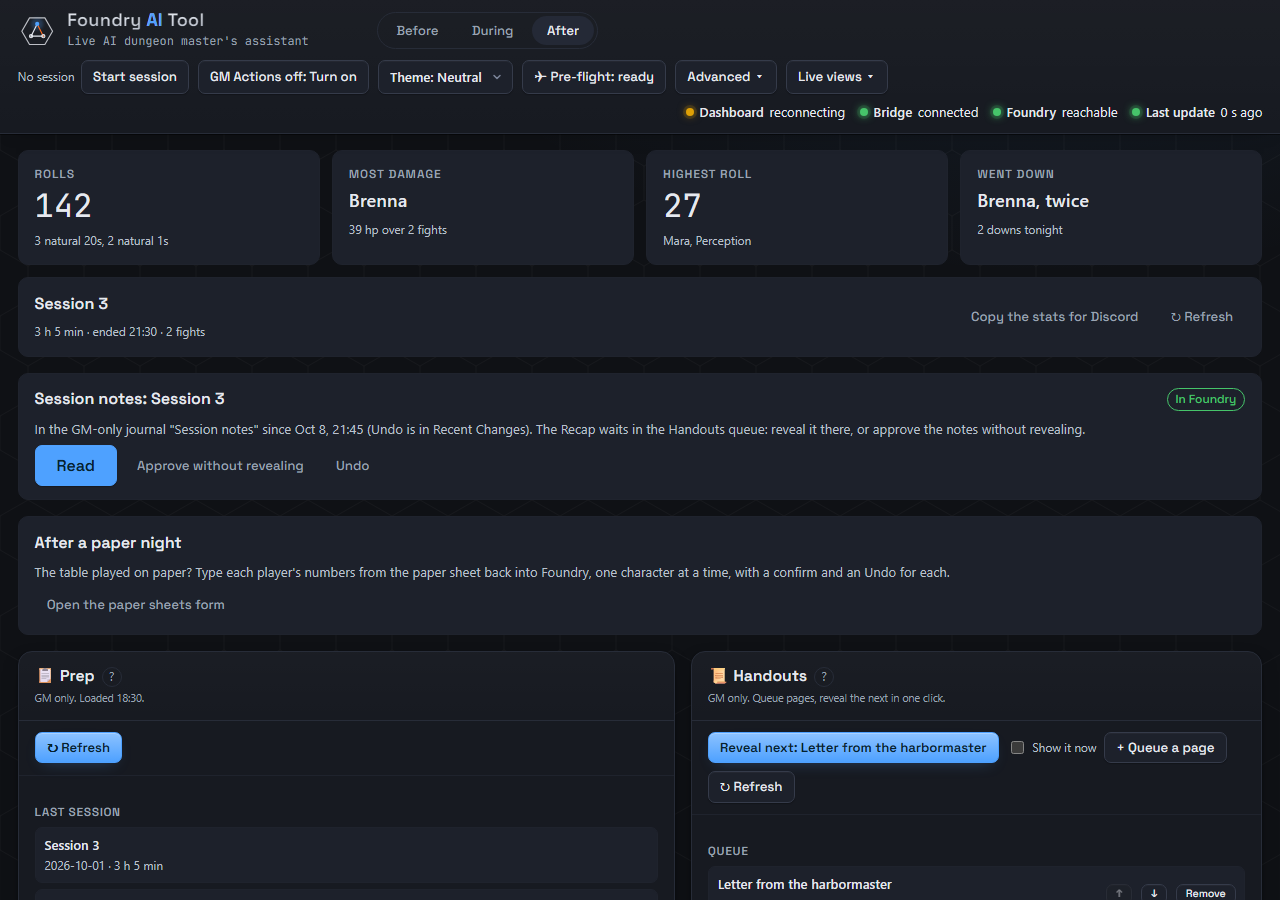 Foundry AI Tool
Live AI dungeon master's assistant
Before During After
No session Start session GM Actions off: Turn on Theme: Neutral ✈ Pre-flight: ready Advanced Live views
Dashboard reconnecting Bridge connected Foundry reachable Last update 0 s ago
ROLLS
142
3 natural 20s, 2 natural 1s
MOST DAMAGE
Brenna
39 hp over 2 fights
HIGHEST ROLL
27
Mara, Perception
WENT DOWN
Brenna, twice
2 downs tonight
Session 3
3 h 5 min · ended 21:30 · 2 fights
Copy the stats for Discord ↻ Refresh
Session notes: Session 3
In Foundry
In the GM-only journal "Session notes" since Oct 8, 21:45 (Undo is in Recent Changes). The Recap waits in the Handouts queue: reveal it there, or approve the notes without revealing.
Read Approve without revealing Undo
After a paper night
The table played on paper? Type each player's numbers from the paper sheet back into Foundry, one character at a time, with a confirm and an Undo for each.
Open the paper sheets form
Prep ?
GM only. Loaded 18:30.
↻ Refresh
LAST SESSION
Session 3
2026-10-01 · 3 h 5 min
Handouts ?
GM only. Queue pages, reveal the next in one click.
Reveal next: Letter from the harbormaster Show it now + Queue a page
↻ Refresh
QUEUE
Letter from the harbormaster
↑ ↓ Remove